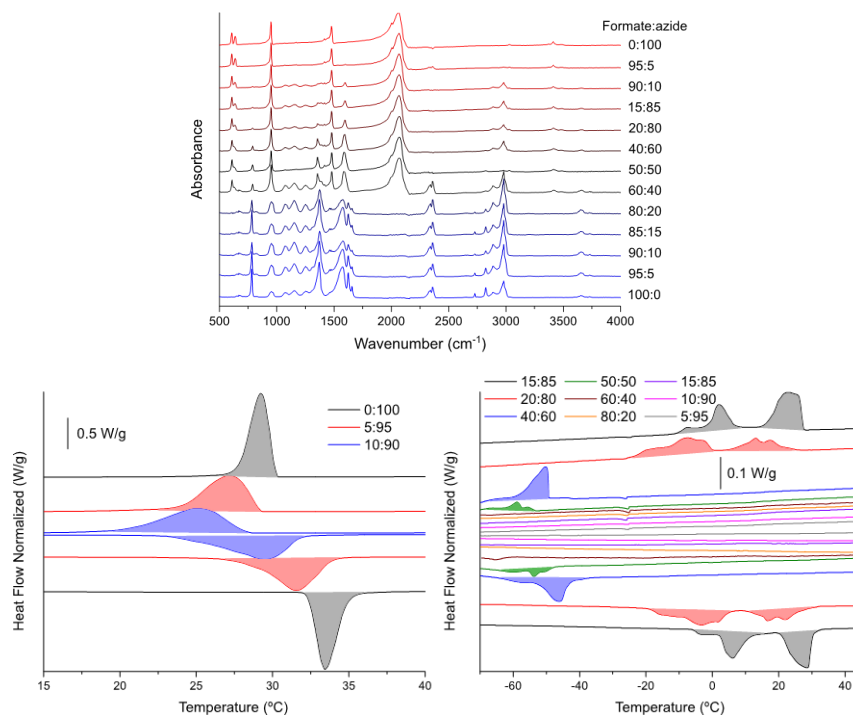 Formate:azide
0:100
95:5
90:10
15:85
20:80
40:60
50:50
60:40
80:20
85:15
90:10
95:5
100:0
Absorbance
500 1000 1500 2000 2500 3000 3500 4000
Wavenumber (cm⁻¹)
0.5 W/g
0:100
5:95
10:90
Heat Flow Normalized (W/g)
15 20 25 30 35 40
Temperature (ºC)
15:85 50:50 15:85
20:80 60:40 10:90
40:60 80:20 5:95
0.1 W/g
Heat Flow Normalized (W/g)
-60 -40 -20 0 20 40
Temperature (ºC)